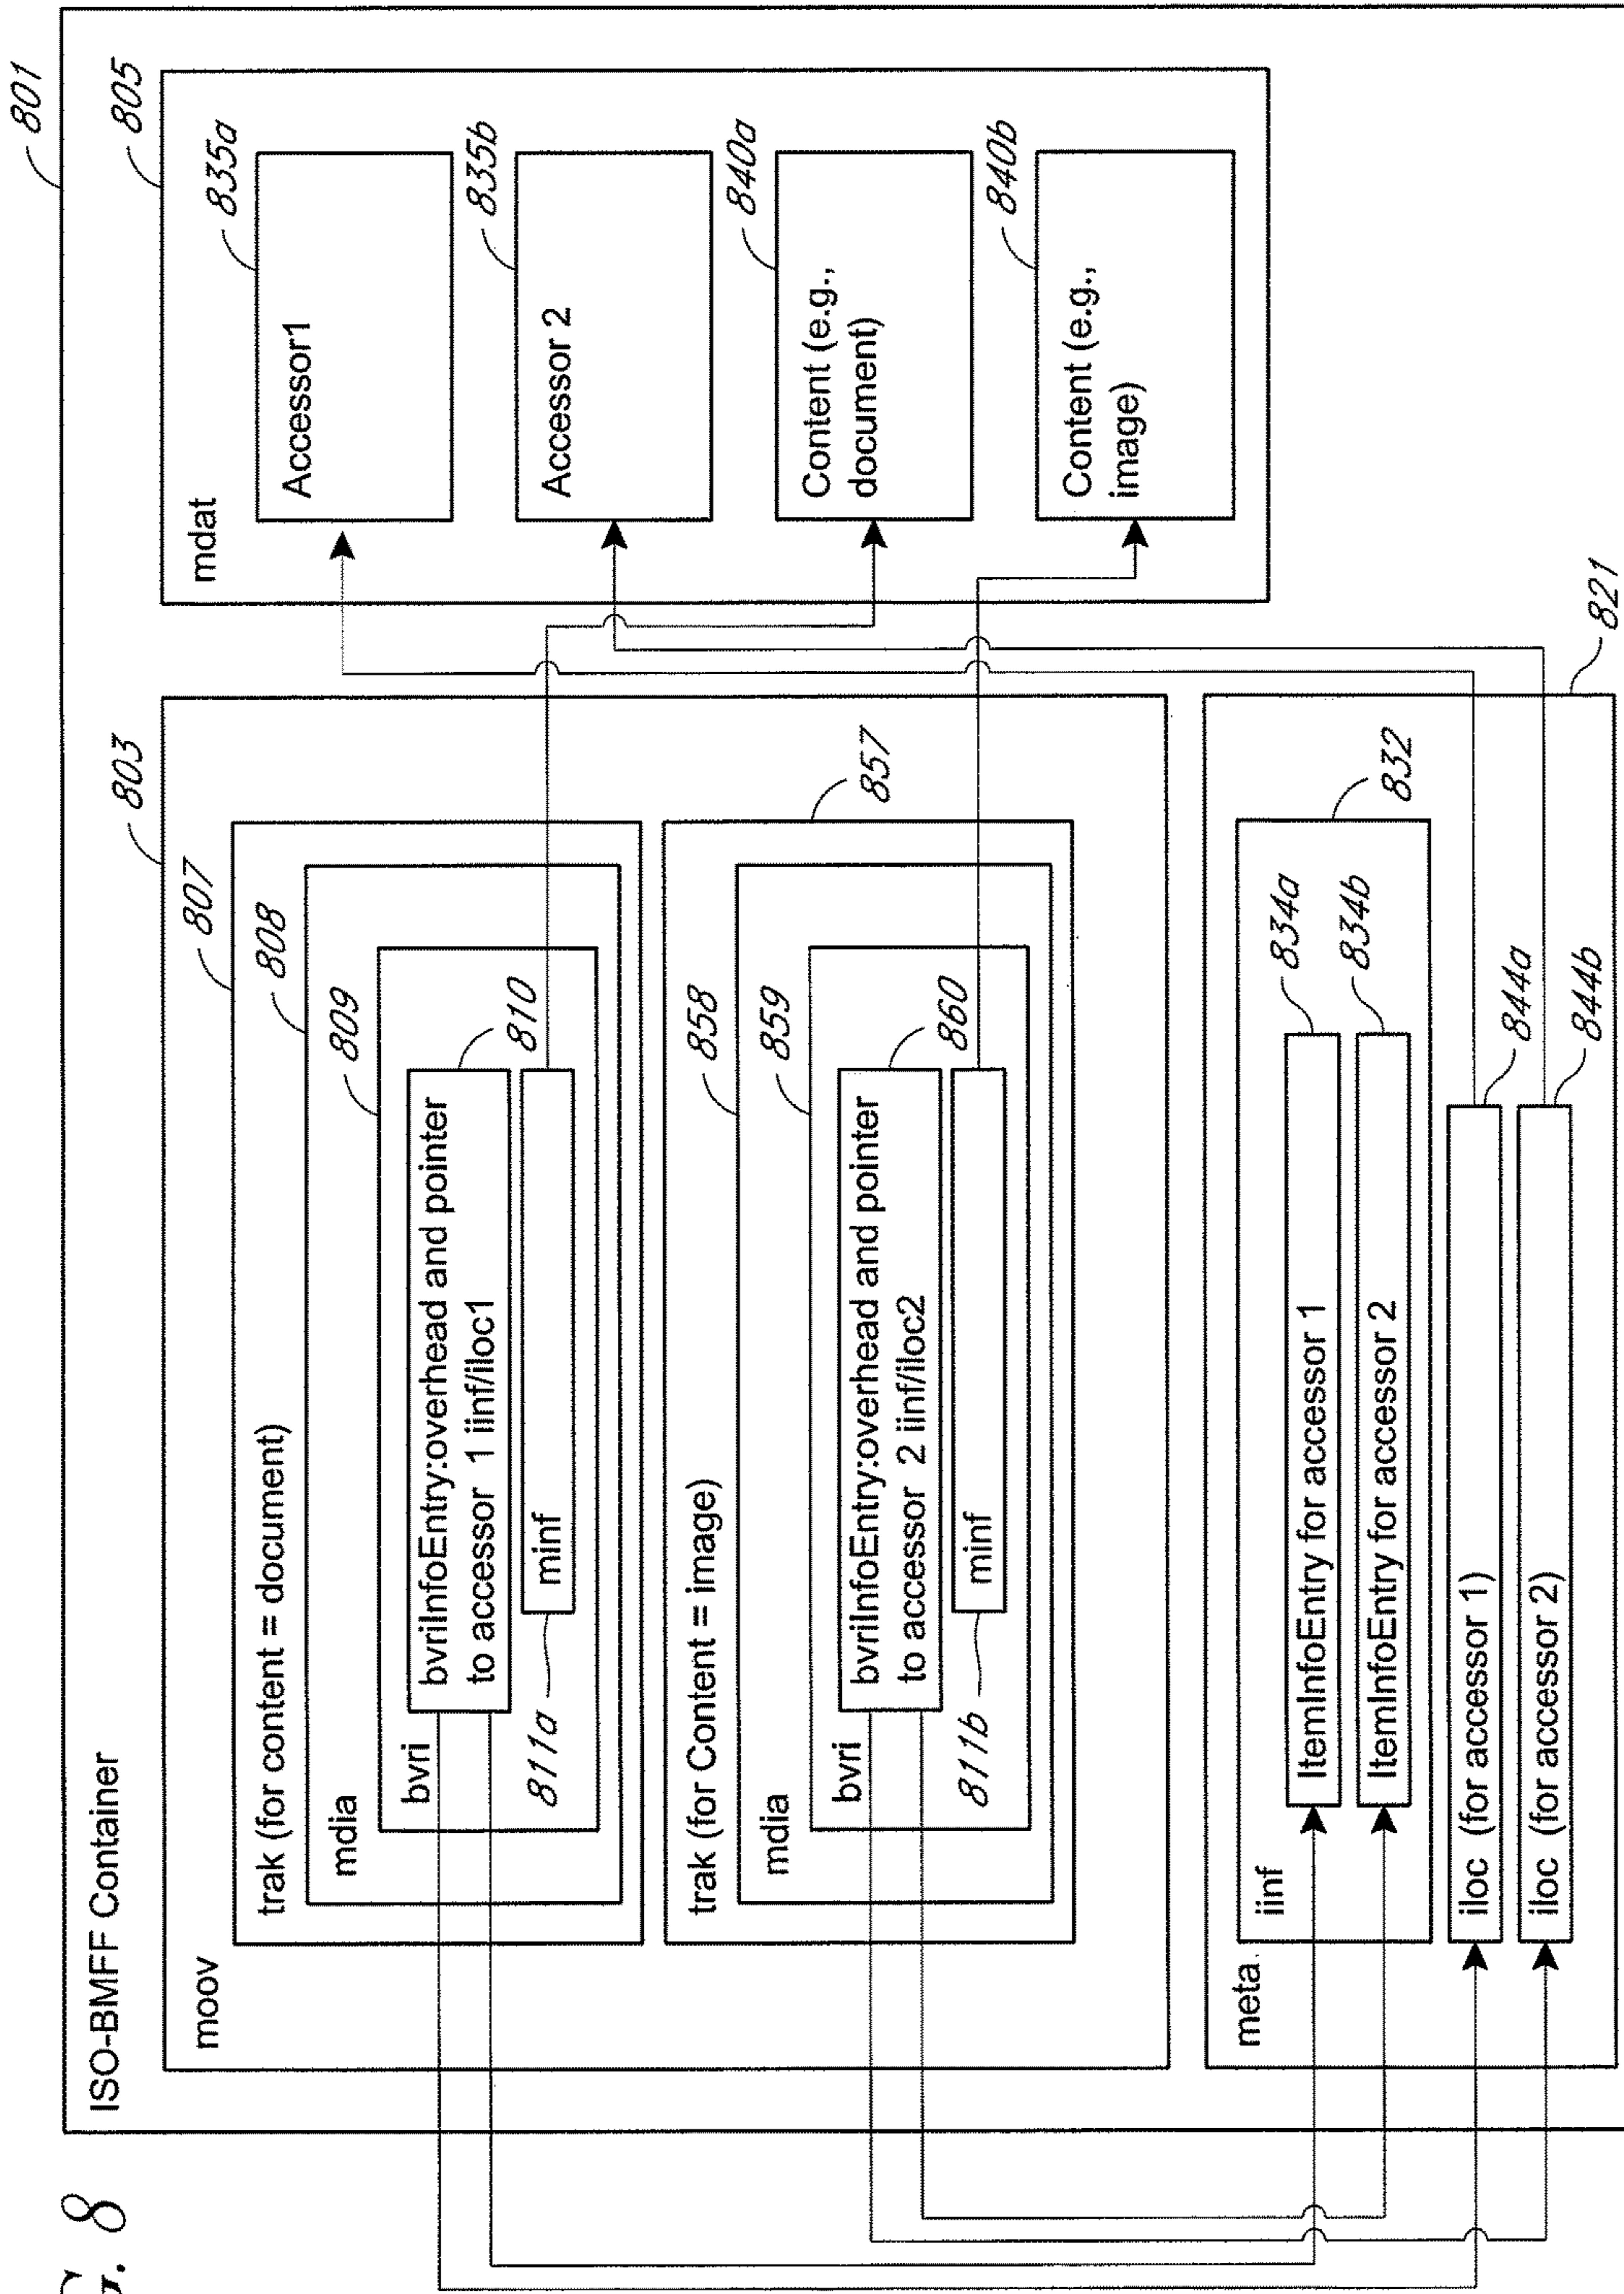 G. 8
ISO-BMFF Container
801
moov
803
trak (for content = document)
807
mdia
808
bvri
809
bvriInfoEntry:overhead and pointer
to accessor 1 iinf/iloc1
810
minf
811a
trak (for Content = image)
857
mdia
858
bvri
859
bvriInfoEntry:overhead and pointer
to accessor 2 iinf/iloc2
860
minf
811b
meta
821
iinf
832
ItemInfoEntry for accessor 1
834a
ItemInfoEntry for accessor 2
834b
iloc (for accessor 1)
844a
iloc (for accessor 2)
844b
mdat
805
Accessor1
835a
Accessor 2
835b
Content (e.g.,
document)
840a
Content (e.g.,
image)
840b